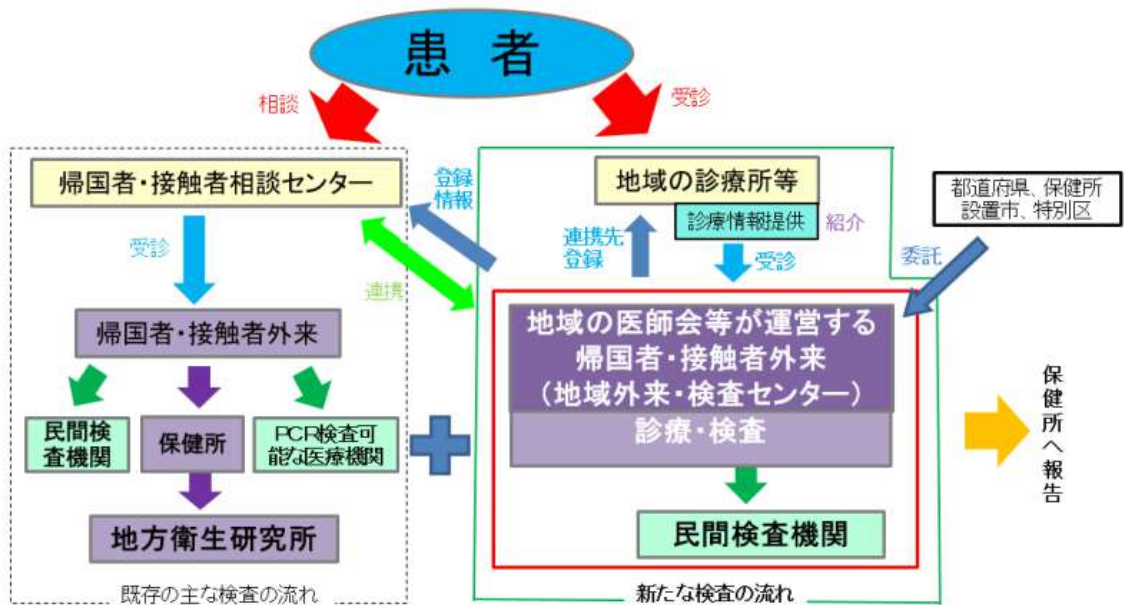 患 者
相談
受診
帰国者・接触者相談センター
受診
帰国者・接触者外来
民間検
査機関
保健所
PCR検査可
能な医療機関
地方衛生研究所
既存の主な検査の流れ
登録
情報
連携
地域の診療所等
診療情報提供
紹介
連携先
登録
受診
都道府県、保健所
設置市、特別区
委託
地域の医師会等が運営する
帰国者・接触者外来
（地域外来・検査センター）
診療・検査
民間検査機関
新たな検査の流れ
保健所へ報告